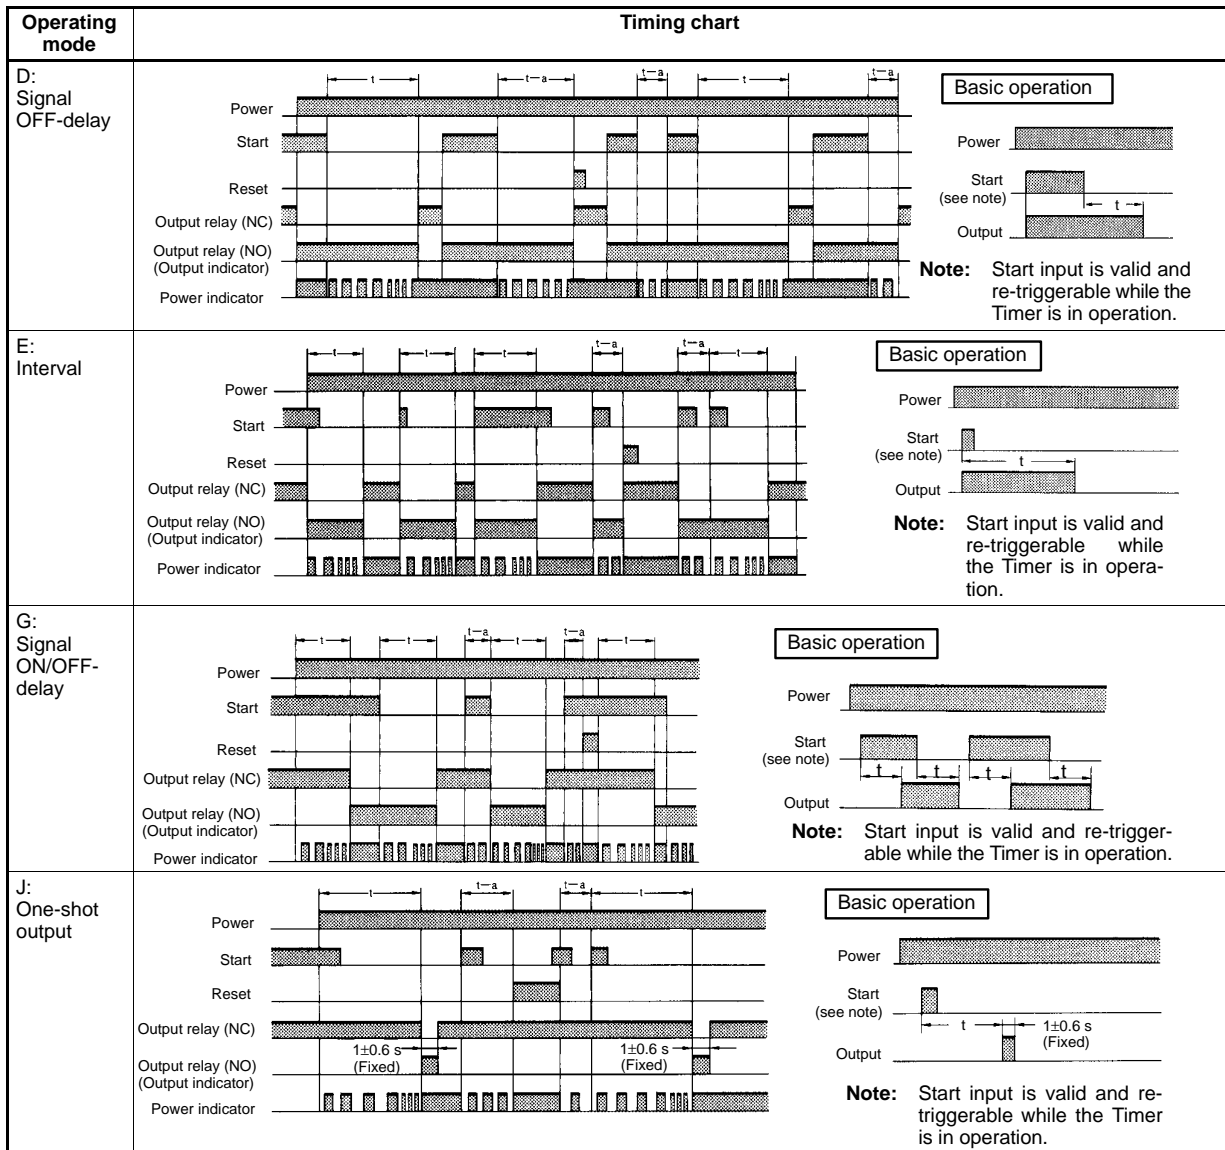 Operating
mode
Timing chart
D:
Signal
OFF-delay
t
t−a
t−a
t
t−a
Power
Start
Reset
Output relay (NC)
Output relay (NO)
(Output indicator)
Power indicator
Basic operation
Power
Start
(see note)
t
Output
Note: Start input is valid and
re-triggerable while the
Timer is in operation.
E:
Interval
t
t
t
t−a
t−a
t
Power
Start
Reset
Output relay (NC)
Output relay (NO)
(Output indicator)
Power indicator
Basic operation
Power
Start
(see note)
t
Output
Note: Start input is valid and
re-triggerable while
the Timer is in opera-
tion.
G:
Signal
ON/OFF-
delay
t
t
t−a
t
t−a
t
Power
Start
Reset
Output relay (NC)
Output relay (NO)
(Output indicator)
Power indicator
Basic operation
Power
Start
(see note)
t
t
t
t
Output
Note: Start input is valid and re-trigger-
able while the Timer is in operation.
J:
One-shot
output
t
t−a
t−a
t
Power
Start
Reset
Output relay (NC)
1±0.6 s
(Fixed)
1±0.6 s
(Fixed)
Output relay (NO)
(Output indicator)
Power indicator
Basic operation
Power
Start
(see note)
t
1±0.6 s
(Fixed)
Output
Note: Start input is valid and re-
triggerable while the Timer
is in operation.